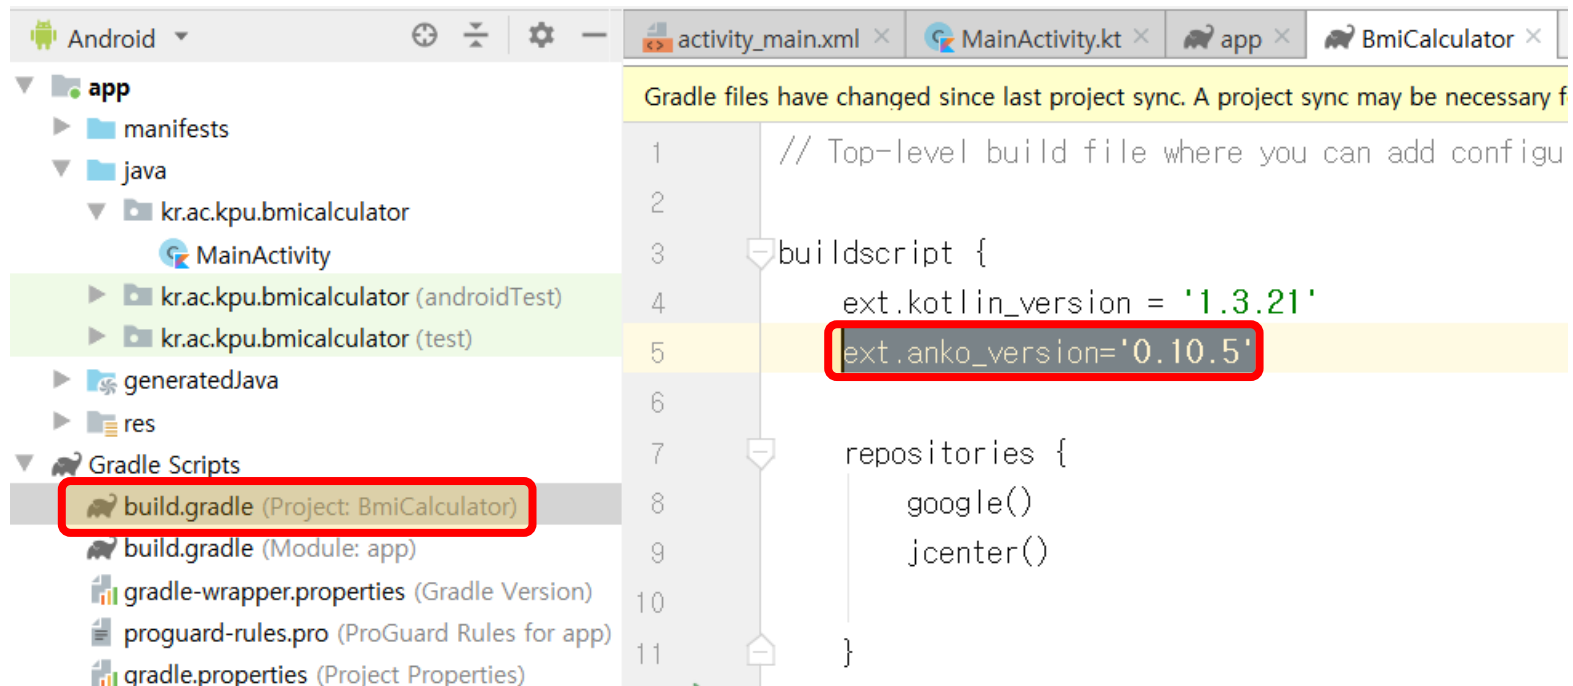 Android
app
manifests
java
kr.ac.kpu.bmicalculator
MainActivity
kr.ac.kpu.bmicalculator (androidTest)
kr.ac.kpu.bmicalculator (test)
generatedJava
res
Gradle Scripts
build.gradle (Project: BmiCalculator)
build.gradle (Module: app)
gradle-wrapper.properties (Gradle Version)
proguard-rules.pro (ProGuard Rules for app)
gradle.properties (Project Properties)
activity_main.xml MainActivity.kt app BmiCalculator
Gradle files have changed since last project sync. A project sync may be necessary f
1 // Top-level build file where you can add configu
2
3 buildscript {
4 ext.kotlin_version = '1.3.21'
5 ext.anko_version='0.10.5'
6
7 repositories {
8 google()
9 jcenter()
10
11 }